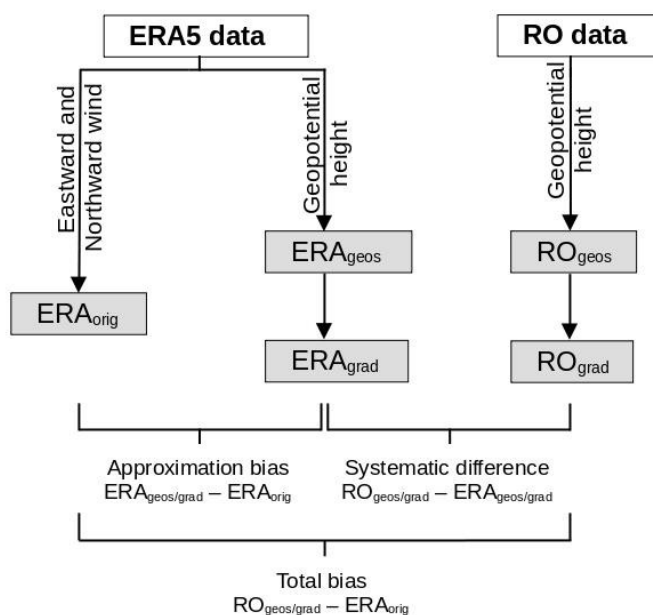 ERA5 data
RO data
Eastward and
Northward wind
Geopotential
height
Geopotential
height
ERAgeos
ROgeos
ERAorig
ERAgrad
ROgrad
Approximation bias
ERAgeos/grad – ERAorig
Systematic difference
ROgeos/grad – ERAgeos/grad
Total bias
ROgeos/grad – ERAorig